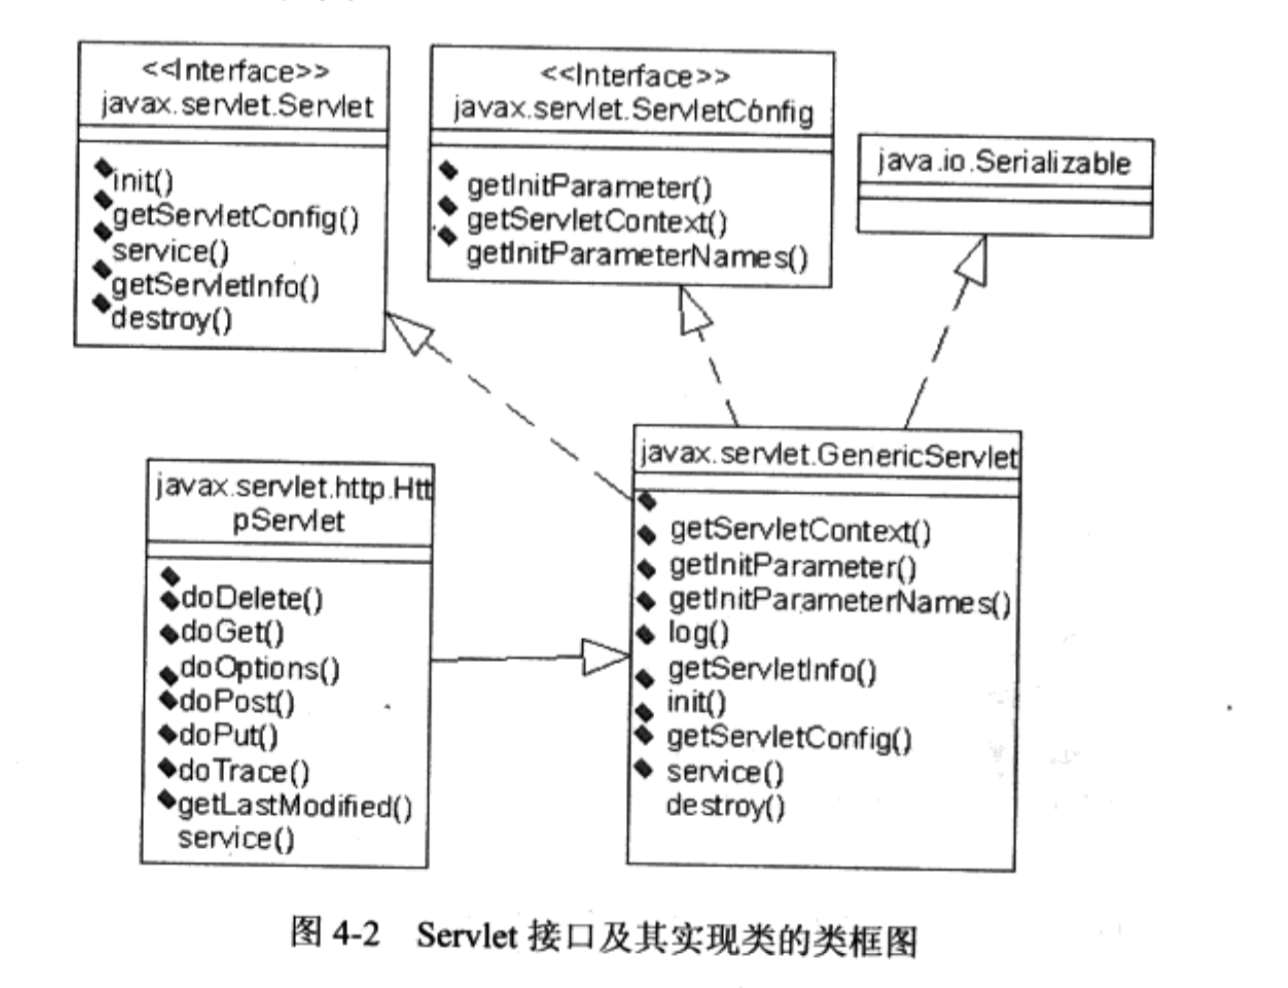 <<Interface>>
javax.servlet.Servlet
init()
getServletConfig()
service()
getServletInfo()
destroy()
<<Interface>>
javax.servlet.ServletConfig
getInitParameter()
getServletContext()
getInitParameterNames()
java.io.Serializable
javax.servlet.http.Htt
pServlet
doDelete()
doGet()
doOptions()
doPost()
doPut()
doTrace()
getLastModified()
service()
javax.servlet.GenericServlet
getServletContext()
getInitParameter()
getInitParameterNames()
log()
getServletInfo()
init()
getServletConfig()
service()
destroy()
图 4-2 Servlet 接口及其实现类的类框图